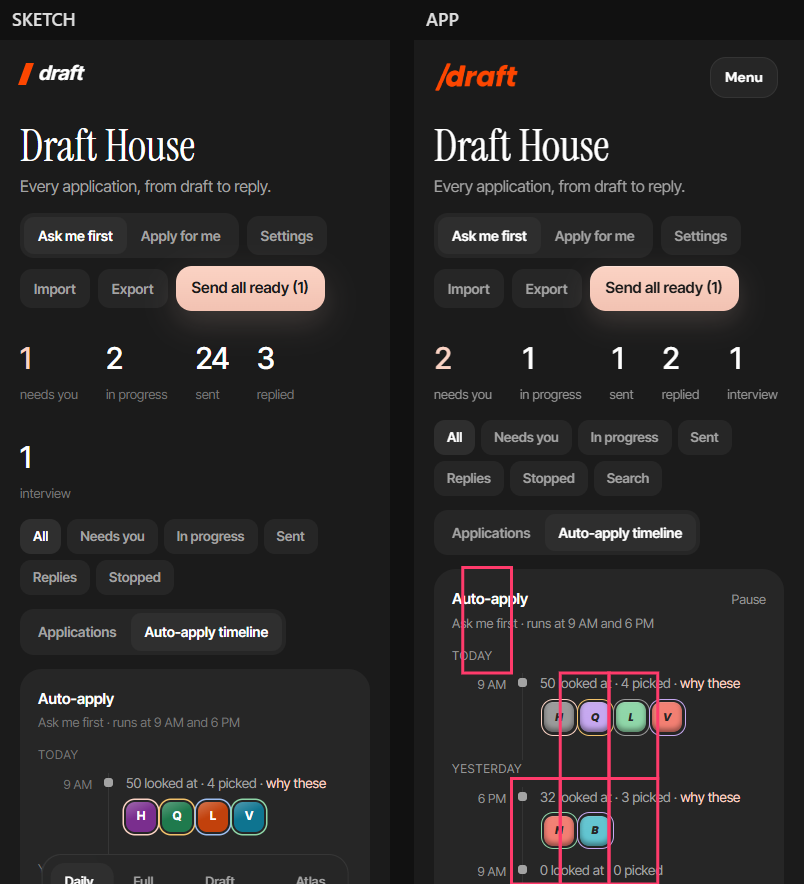 SKETCH
draft
Draft House
Every application, from draft to reply.
Ask me first Apply for me Settings
Import Export Send all ready (1)
1 2 24 3
needs you in progress sent replied
1
interview
All Needs you In progress Sent
Replies Stopped
Applications Auto-apply timeline
Auto-apply
Ask me first · runs at 9 AM and 6 PM
TODAY
9 AM 50 looked at · 4 picked · why these
H Q L V
Daily Full Draft Atlas
APP
/draft Menu
Draft House
Every application, from draft to reply.
Ask me first Apply for me Settings
Import Export Send all ready (1)
2 1 1 2 1
needs you in progress sent replied interview
All Needs you In progress Sent
Replies Stopped Search
Applications Auto-apply timeline
Auto-apply Pause
Ask me first · runs at 9 AM and 6 PM
TODAY
9 AM 50 looked at · 4 picked · why these
H Q L V
YESTERDAY
6 PM 32 looked at · 3 picked · why these
H B
9 AM 0 looked at · 0 picked